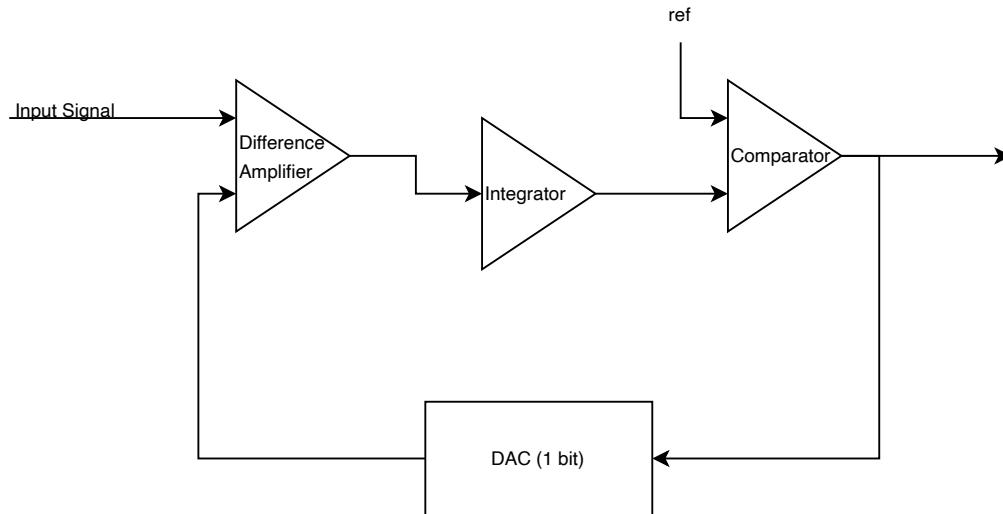 ref
Input Signal
Difference
Amplifier
Integrator
Comparator
DAC (1 bit)